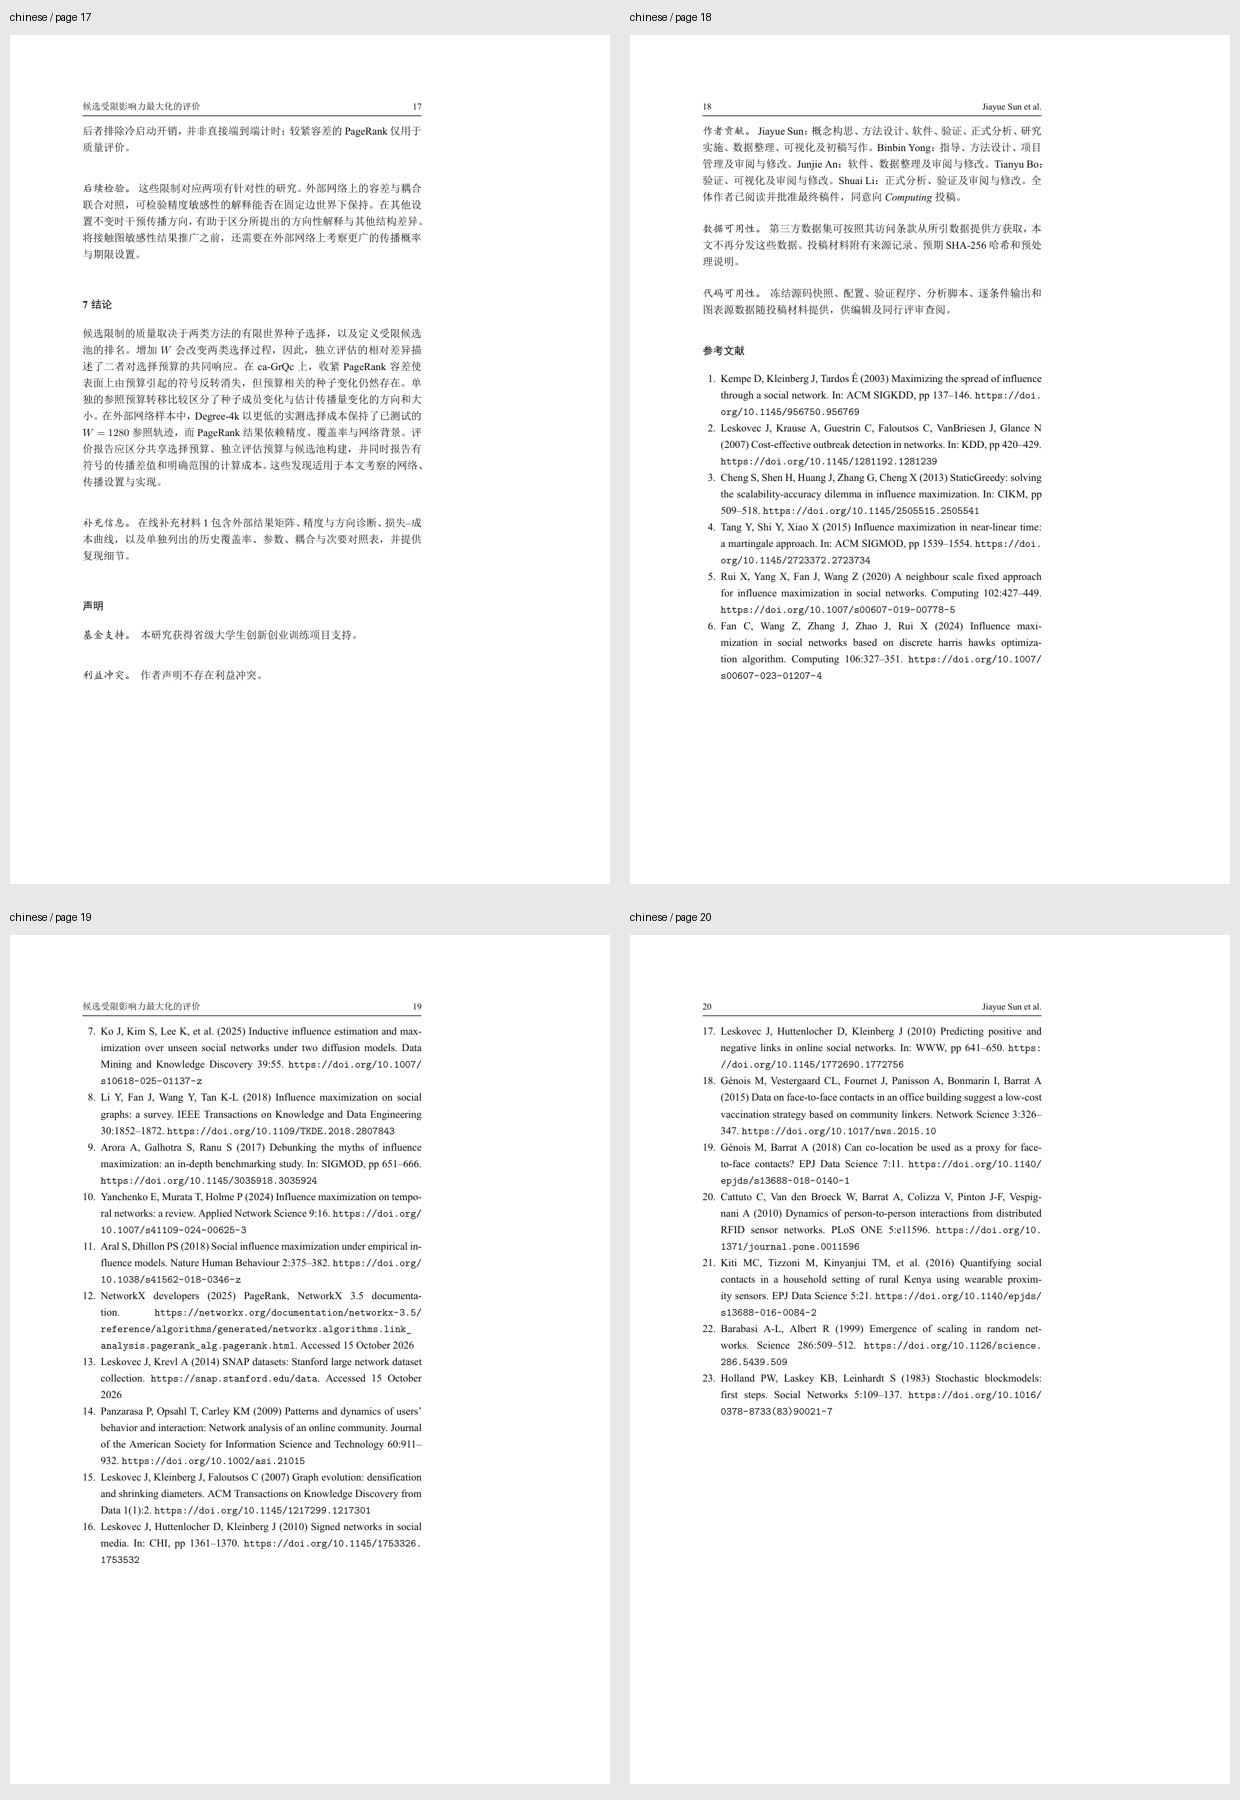 chinese / page 17
候选受限影响力最大化的评价 17
后者排除冷启动开销，并非直接端到端计时；较紧容差的 PageRank 仅用于
质量评价。
后续检验。 这些限制对应两项有针对性的研究。外部网络上的容差与耦合
联合对照，可检验精度敏感性的解释能否在固定边世界下保持。在其他设
置不变时干预传播方向，有助于区分所提出的方向性解释与其他结构差异。
将接触图敏感性结果推广之前，还需要在外部网络上考察更广的传播概率
与期限设置。
7 结论
候选限制的质量取决于两类方法的有限世界种子选择，以及定义受限候选
池的排名。增加 W 会改变两类选择过程，因此，独立评估的相对差异描
述了二者对选择预算的共同响应。在 ca-GrQc 上，收紧 PageRank 容差使
表面上由预算引起的符号反转消失，但预算相关的种子变化仍然存在。单
独的参照预算转移比较区分了种子成员变化与估计传播量变化的方向和大
小。在外部网络样本中，Degree-4k 以更低的实测选择成本保持了已测试的
W = 1280 参照轨迹，而 PageRank 结果依赖精度、覆盖率与网络背景。评
价报告应区分共享选择预算、独立评估预算与候选池构建，并同时报告有
符号的传播差值和明确范围的计算成本。这些发现适用于本文考察的网络、
传播设置与实现。
补充信息。 在线补充材料 1 包含外部结果矩阵、精度与方向诊断、损失–成
本曲线，以及单独列出的历史覆盖率、参数、耦合与次要对照表，并提供
复现细节。
声明
基金支持。 本研究获得省级大学生创新创业训练项目支持。
利益冲突。 作者声明不存在利益冲突。
chinese / page 18
18 Jiayue Sun et al.
作者贡献。 Jiayue Sun：概念构思、方法设计、软件、验证、正式分析、研究
实施、数据整理、可视化及初稿写作。Binbin Yong：指导、方法设计、项目
管理及审阅与修改。Junjie An：软件、数据整理及审阅与修改。Tianyu Bo：
验证、可视化及审阅与修改。Shuai Li：正式分析、验证及审阅与修改。全
体作者已阅读并批准最终稿件，同意向 Computing 投稿。
数据可用性。 第三方数据集可按照其访问条款从所引数据提供方获取，本
文不再分发这些数据。投稿材料附有来源记录、预期 SHA-256 哈希和预处
理说明。
代码可用性。 冻结源码快照、配置、验证程序、分析脚本、逐条件输出和
图表源数据随投稿材料提供，供编辑及同行评审查阅。
参考文献
1. Kempe D, Kleinberg J, Tardos É (2003) Maximizing the spread of influence
through a social network. In: ACM SIGKDD, pp 137–146. https://doi.
org/10.1145/956750.956769
2. Leskovec J, Krause A, Guestrin C, Faloutsos C, VanBriesen J, Glance N
(2007) Cost-effective outbreak detection in networks. In: KDD, pp 420–429.
https://doi.org/10.1145/1281192.1281239
3. Cheng S, Shen H, Huang J, Zhang G, Cheng X (2013) StaticGreedy: solving
the scalability-accuracy dilemma in influence maximization. In: CIKM, pp
509–518. https://doi.org/10.1145/2505515.2505541
4. Tang Y, Shi Y, Xiao X (2015) Influence maximization in near-linear time:
a martingale approach. In: ACM SIGMOD, pp 1539–1554. https://doi.
org/10.1145/2723372.2723734
5. Rui X, Yang X, Fan J, Wang Z (2020) A neighbour scale fixed approach
for influence maximization in social networks. Computing 102:427–449.
https://doi.org/10.1007/s00607-019-00778-5
6. Fan C, Wang Z, Zhang J, Zhao J, Rui X (2024) Influence maxi-
mization in social networks based on discrete harris hawks optimiza-
tion algorithm. Computing 106:327–351. https://doi.org/10.1007/
s00607-023-01207-4
chinese / page 19
候选受限影响力最大化的评价 19
7. Ko J, Kim S, Lee K, et al. (2025) Inductive influence estimation and max-
imization over unseen social networks under two diffusion models. Data
Mining and Knowledge Discovery 39:55. https://doi.org/10.1007/
s10618-025-01137-z
8. Li Y, Fan J, Wang Y, Tan K-L (2018) Influence maximization on social
graphs: a survey. IEEE Transactions on Knowledge and Data Engineering
30:1852–1872. https://doi.org/10.1109/TKDE.2018.2807843
9. Arora A, Galhotra S, Ranu S (2017) Debunking the myths of influence
maximization: an in-depth benchmarking study. In: SIGMOD, pp 651–666.
https://doi.org/10.1145/3035918.3035924
10. Yanchenko E, Murata T, Holme P (2024) Influence maximization on tempo-
ral networks: a review. Applied Network Science 9:16. https://doi.org/
10.1007/s41109-024-00625-3
11. Aral S, Dhillon PS (2018) Social influence maximization under empirical in-
fluence models. Nature Human Behaviour 2:375–382. https://doi.org/
10.1038/s41562-018-0346-z
12. NetworkX developers (2025) PageRank, NetworkX 3.5 documenta-
tion. https://networkx.org/documentation/networkx-3.5/
reference/algorithms/generated/networkx.algorithms.link_
analysis.pagerank_alg.pagerank.html. Accessed 15 October 2026
13. Leskovec J, Krevl A (2014) SNAP datasets: Stanford large network dataset
collection. https://snap.stanford.edu/data. Accessed 15 October
2026
14. Panzarasa P, Opsahl T, Carley KM (2009) Patterns and dynamics of users'
behavior and interaction: Network analysis of an online community. Journal
of the American Society for Information Science and Technology 60:911–
932. https://doi.org/10.1002/asi.21015
15. Leskovec J, Kleinberg J, Faloutsos C (2007) Graph evolution: densification
and shrinking diameters. ACM Transactions on Knowledge Discovery from
Data 1(1):2. https://doi.org/10.1145/1217299.1217301
16. Leskovec J, Huttenlocher D, Kleinberg J (2010) Signed networks in social
media. In: CHI, pp 1361–1370. https://doi.org/10.1145/1753326.
1753532
chinese / page 20
20 Jiayue Sun et al.
17. Leskovec J, Huttenlocher D, Kleinberg J (2010) Predicting positive and
negative links in online social networks. In: WWW, pp 641–650. https:
//doi.org/10.1145/1772690.1772756
18. Génois M, Vestergaard CL, Fournet J, Panisson A, Bonmarin I, Barrat A
(2015) Data on face-to-face contacts in an office building suggest a low-cost
vaccination strategy based on community linkers. Network Science 3:326–
347. https://doi.org/10.1017/nws.2015.10
19. Génois M, Barrat A (2018) Can co-location be used as a proxy for face-
to-face contacts? EPJ Data Science 7:11. https://doi.org/10.1140/
epjds/s13688-018-0140-1
20. Cattuto C, Van den Broeck W, Barrat A, Colizza V, Pinton J-F, Vespig-
nani A (2010) Dynamics of person-to-person interactions from distributed
RFID sensor networks. PLoS ONE 5:e11596. https://doi.org/10.
1371/journal.pone.0011596
21. Kiti MC, Tizzoni M, Kinyanjui TM, et al. (2016) Quantifying social
contacts in a household setting of rural Kenya using wearable proxim-
ity sensors. EPJ Data Science 5:21. https://doi.org/10.1140/epjds/
s13688-016-0084-2
22. Barabasi A-L, Albert R (1999) Emergence of scaling in random net-
works. Science 286:509–512. https://doi.org/10.1126/science.
286.5439.509
23. Holland PW, Laskey KB, Leinhardt S (1983) Stochastic blockmodels:
first steps. Social Networks 5:109–137. https://doi.org/10.1016/
0378-8733(83)90021-7